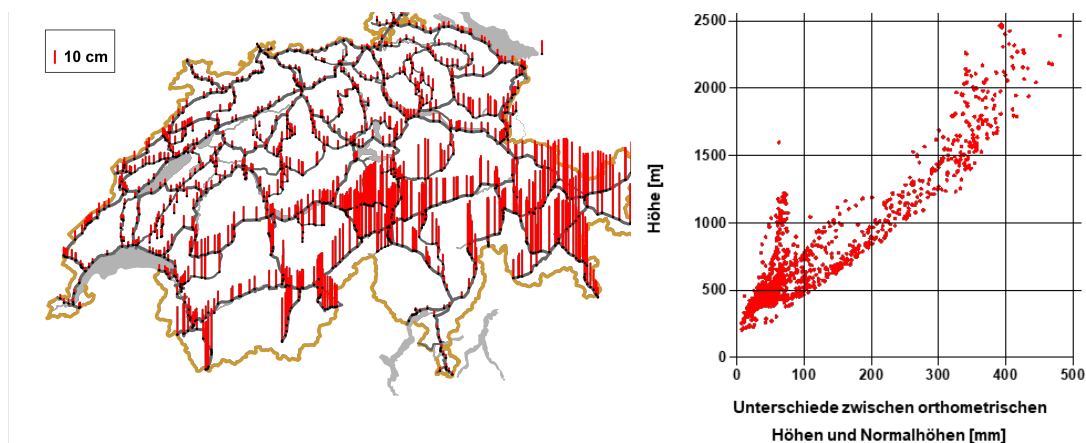 10 cm
2500
2000
1500
1000
500
0
Höhe [m]
0 100 200 300 400 500
Unterschiede zwischen orthometrischen
Höhen und Normalhöhen [mm]